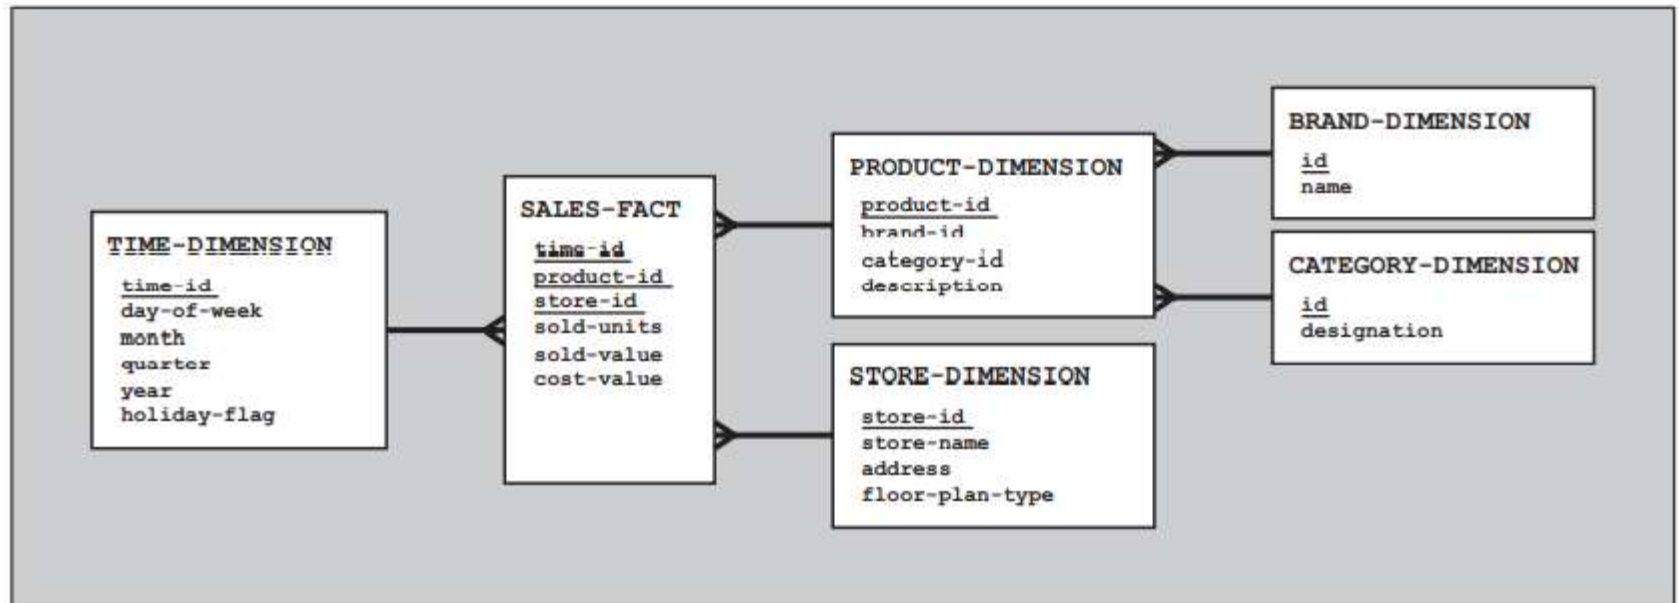 TIME-DIMENSION
time-id
day-of-week
month
quarter
year
holiday-flag
SALES-FACT
time-id
product-id
store-id
sold-units
sold-value
cost-value
PRODUCT-DIMENSION
product-id
brand-id
category-id
description
STORE-DIMENSION
store-id
store-name
address
floor-plan-type
BRAND-DIMENSION
id
name
CATEGORY-DIMENSION
id
designation